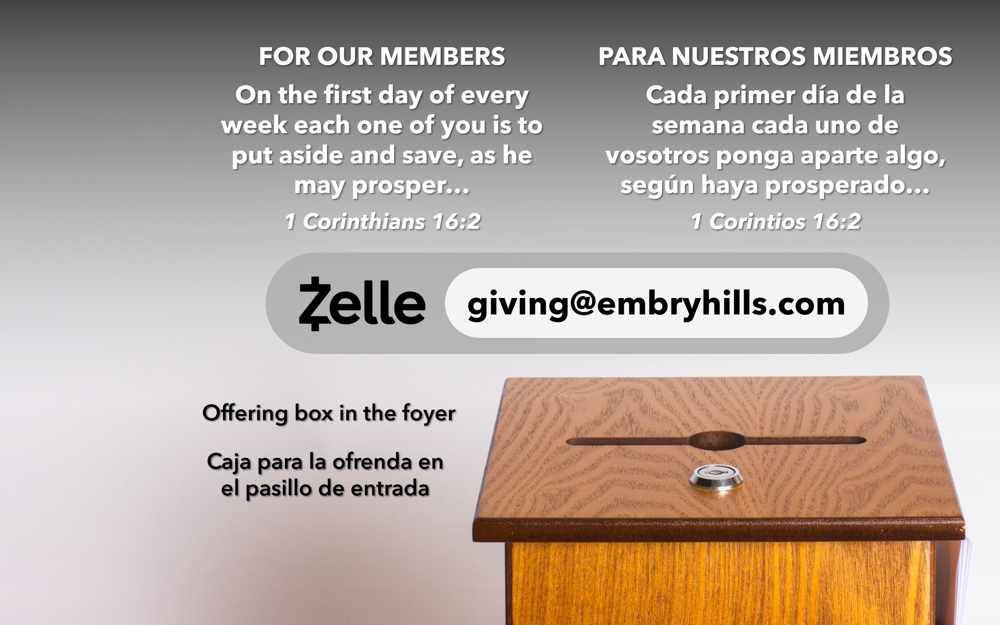 FOR OUR MEMBERS
On the first day of every
week each one of you is to
put aside and save, as he
may prosper...
1 Corinthians 16:2
PARA NUESTROS MIEMBROS
Cada primer día de la
semana cada uno de
vosotros ponga aparte algo,
según haya prosperado...
1 Corintios 16:2
Zelle
giving@embryhills.com
Offering box in the foyer
Caja para la ofrenda en
el pasillo de entrada